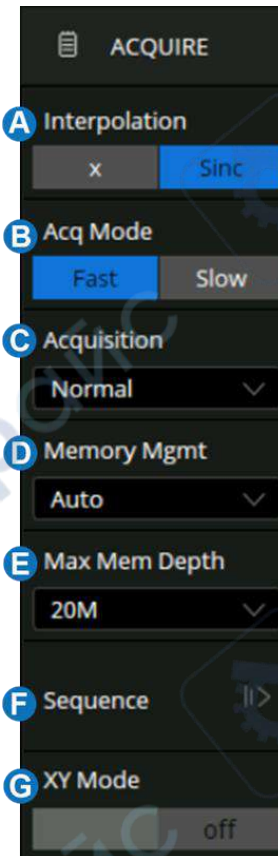 ACQUIRE
A Interpolation
x Sinc
B Acq Mode
Fast Slow
C Acquisition
Normal
D Memory Mgmt
Auto
E Max Mem Depth
20M
F Sequence
G XY Mode
off